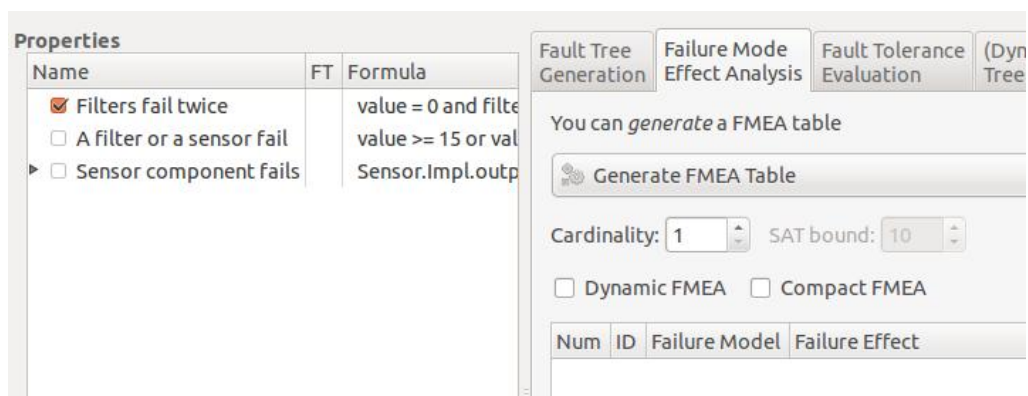 Properties
Name FT Formula
Filters fail twice value = 0 and filte
A filter or a sensor fail value >= 15 or val
Sensor component fails Sensor.Impl.outp
Fault Tree Generation
Failure Mode Effect Analysis
Fault Tolerance Evaluation
(Dyn
Tree
You can generate a FMEA table
Generate FMEA Table
Cardinality: 1 SAT bound: 10
Dynamic FMEA Compact FMEA
Num ID Failure Model Failure Effect